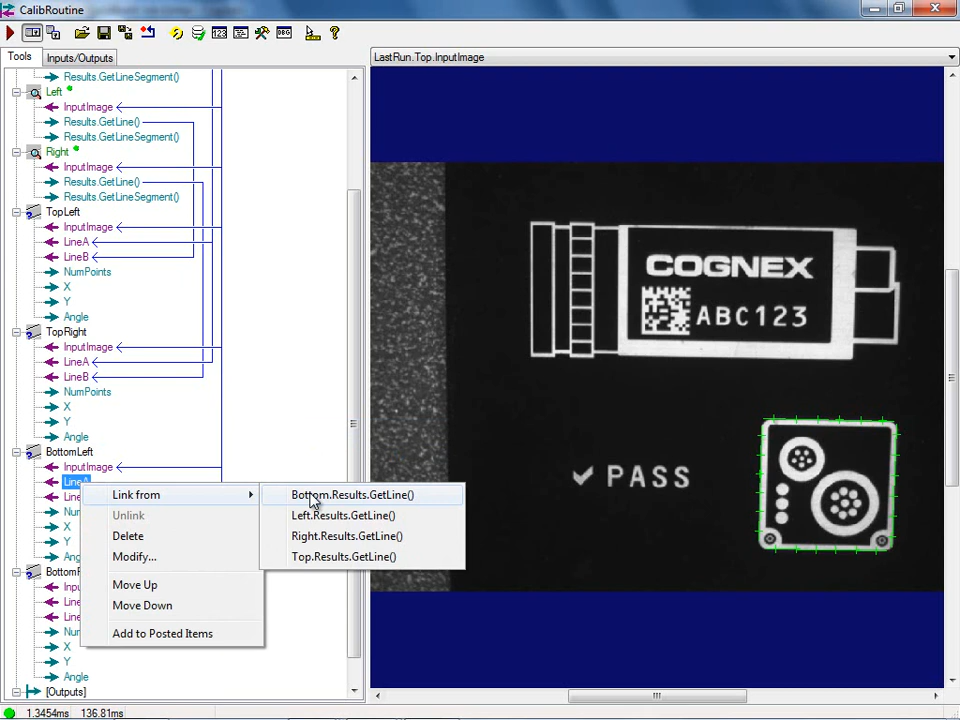 CalibRoutine
Tools Inputs/Outputs
LastRun.Top.InputImage
Results.GetLineSegment()
Left
InputImage
Results.GetLine()
Results.GetLineSegment()
Right
InputImage
Results.GetLine()
Results.GetLineSegment()
TopLeft
InputImage
LineA
LineB
NumPoints
X
Y
Angle
TopRight
InputImage
LineA
LineB
NumPoints
X
Y
Angle
BottomLeft
InputImage
LineA
X
Y
Angle
[Outputs]
Link from
Unlink
Delete
Modify...
Move Up
Move Down
Add to Posted Items
Bottom.Results.GetLine()
Left.Results.GetLine()
Right.Results.GetLine()
Top.Results.GetLine()
COGNEX
ABC123
PASS
1.3454ms 136.81ms